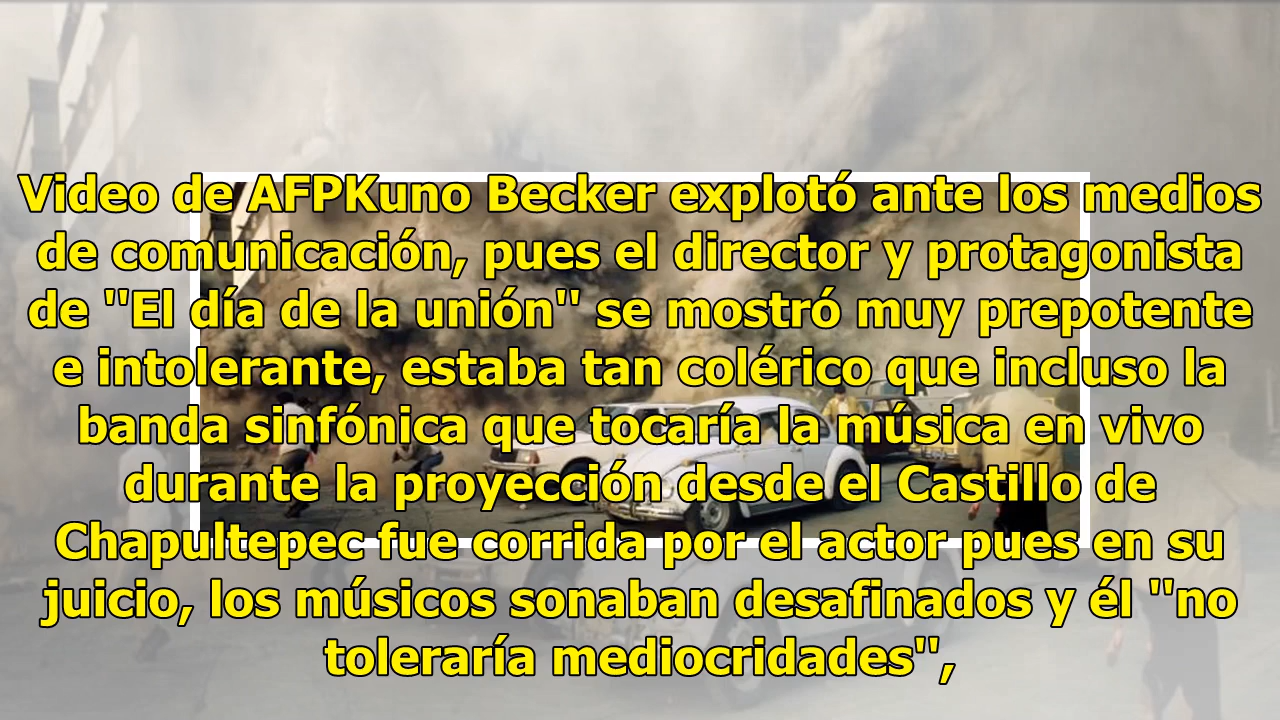 Video de AFPKuno Becker explotó ante los medios
de comunicación, pues el director y protagonista
de ''El día de la unión'' se mostró muy prepotente
e intolerante, estaba tan colérico que incluso la
banda sinfónica que tocaría la música en vivo
durante la proyección desde el Castillo de
Chapultepec fue corrida por el actor pues en su
juicio, los músicos sonaban desafinados y él ''no
toleraría mediocridades'',